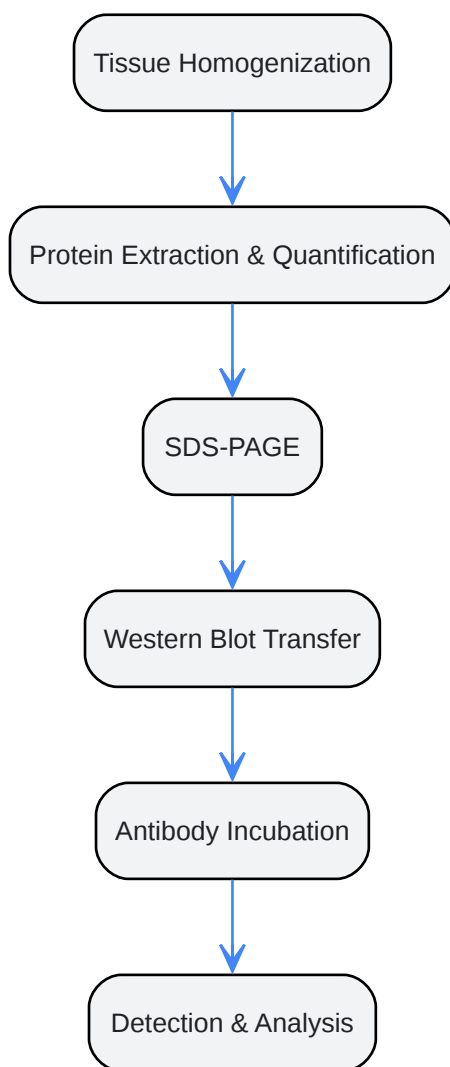 Tissue Homogenization
Protein Extraction & Quantification
SDS-PAGE
Western Blot Transfer
Antibody Incubation
Detection & Analysis